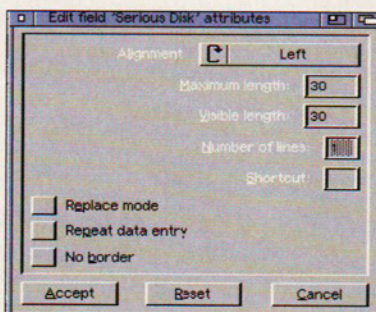 Edit field 'Serious Disk' attributes
Alignment: Left
Maximum length: 30
Visible length: 30
Number of lines:
Shortcut:
Replace mode
Repeat data entry
No border
Accept Reset Cancel